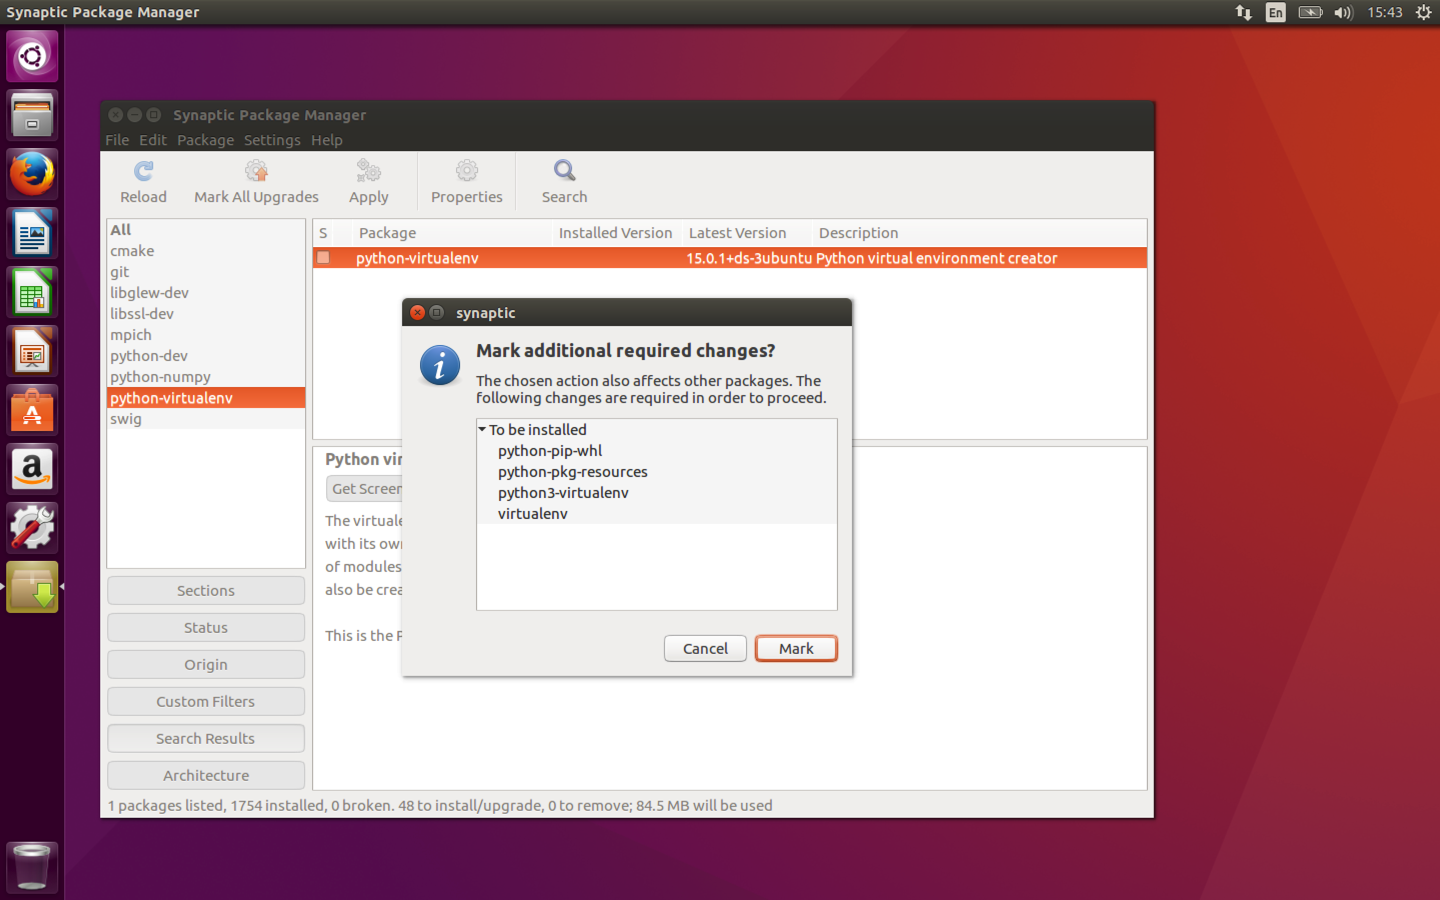 Synaptic Package Manager
En
15:43
Synaptic Package Manager
File Edit Package Settings Help
Reload
Mark All Upgrades
Apply
Properties
Search
All
cmake
git
libglew-dev
libssl-dev
mpich
python-dev
python-numpy
python-virtualenv
swig
S Package Installed Version Latest Version Description
python-virtualenv 15.0.1+ds-3ubuntu Python virtual environment creator
synaptic
Mark additional required changes?
The chosen action also affects other packages. The
following changes are required in order to proceed.
To be installed
python-pip-whl
python-pkg-resources
python3-virtualenv
virtualenv
Cancel
Mark
Python vir
Get Screen
The virtuale
with its own
of modules
also be crea
This is the P
Sections
Status
Origin
Custom Filters
Search Results
Architecture
1 packages listed, 1754 installed, 0 broken. 48 to install/upgrade, 0 to remove; 84.5 MB will be used